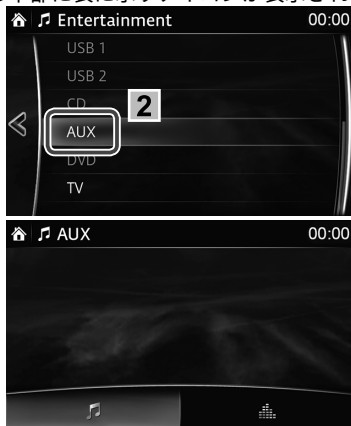 Entertainment 00:00
USB 1
USB 2
CD
2
AUX
DVD
TV
AUX 00:00